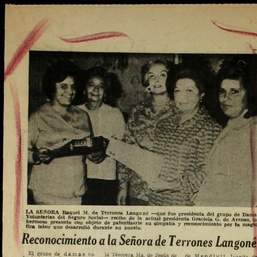 LA SEÑORA Raquel M. de Terrones Langoné —que fue presidenta del grupo de Damas
Voluntarias del Seguro Social— recibe de la actual presidenta Graciela G. de Arenas, un
hermoso presente con objeto de patentizarle su simpatía y reconocimiento por la magní-
fica labor que desarrolló durante su puesto.
Reconocimiento a la Señora de Terrones Langoné
El grupo de damas vo